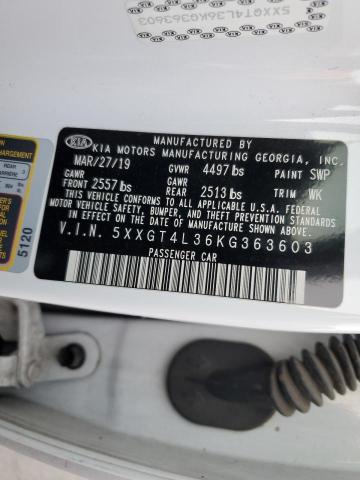 5XXGT4L36KG363603
KIA
MANUFACTURED BY
KIA MOTORS MANUFACTURING GEORGIA, INC.
MAR/27/19 GVWR 4497 lbs PAINT SWP
GAWR FRONT 2557 lbs GAWR REAR 2513 lbs TRIM WK
THIS VEHICLE CONFORMS TO ALL APPLICABLE U.S.A. FEDERAL
MOTOR VEHICLE SAFETY, BUMPER, AND THEFT PREVENTION STANDARDS
IN EFFECT ON THE DATE OF MANUFACTURE SHOWN ABOVE.
V.I.N. 5XXGT4L36KG363603
PASSENGER CAR
REAR
3
5120